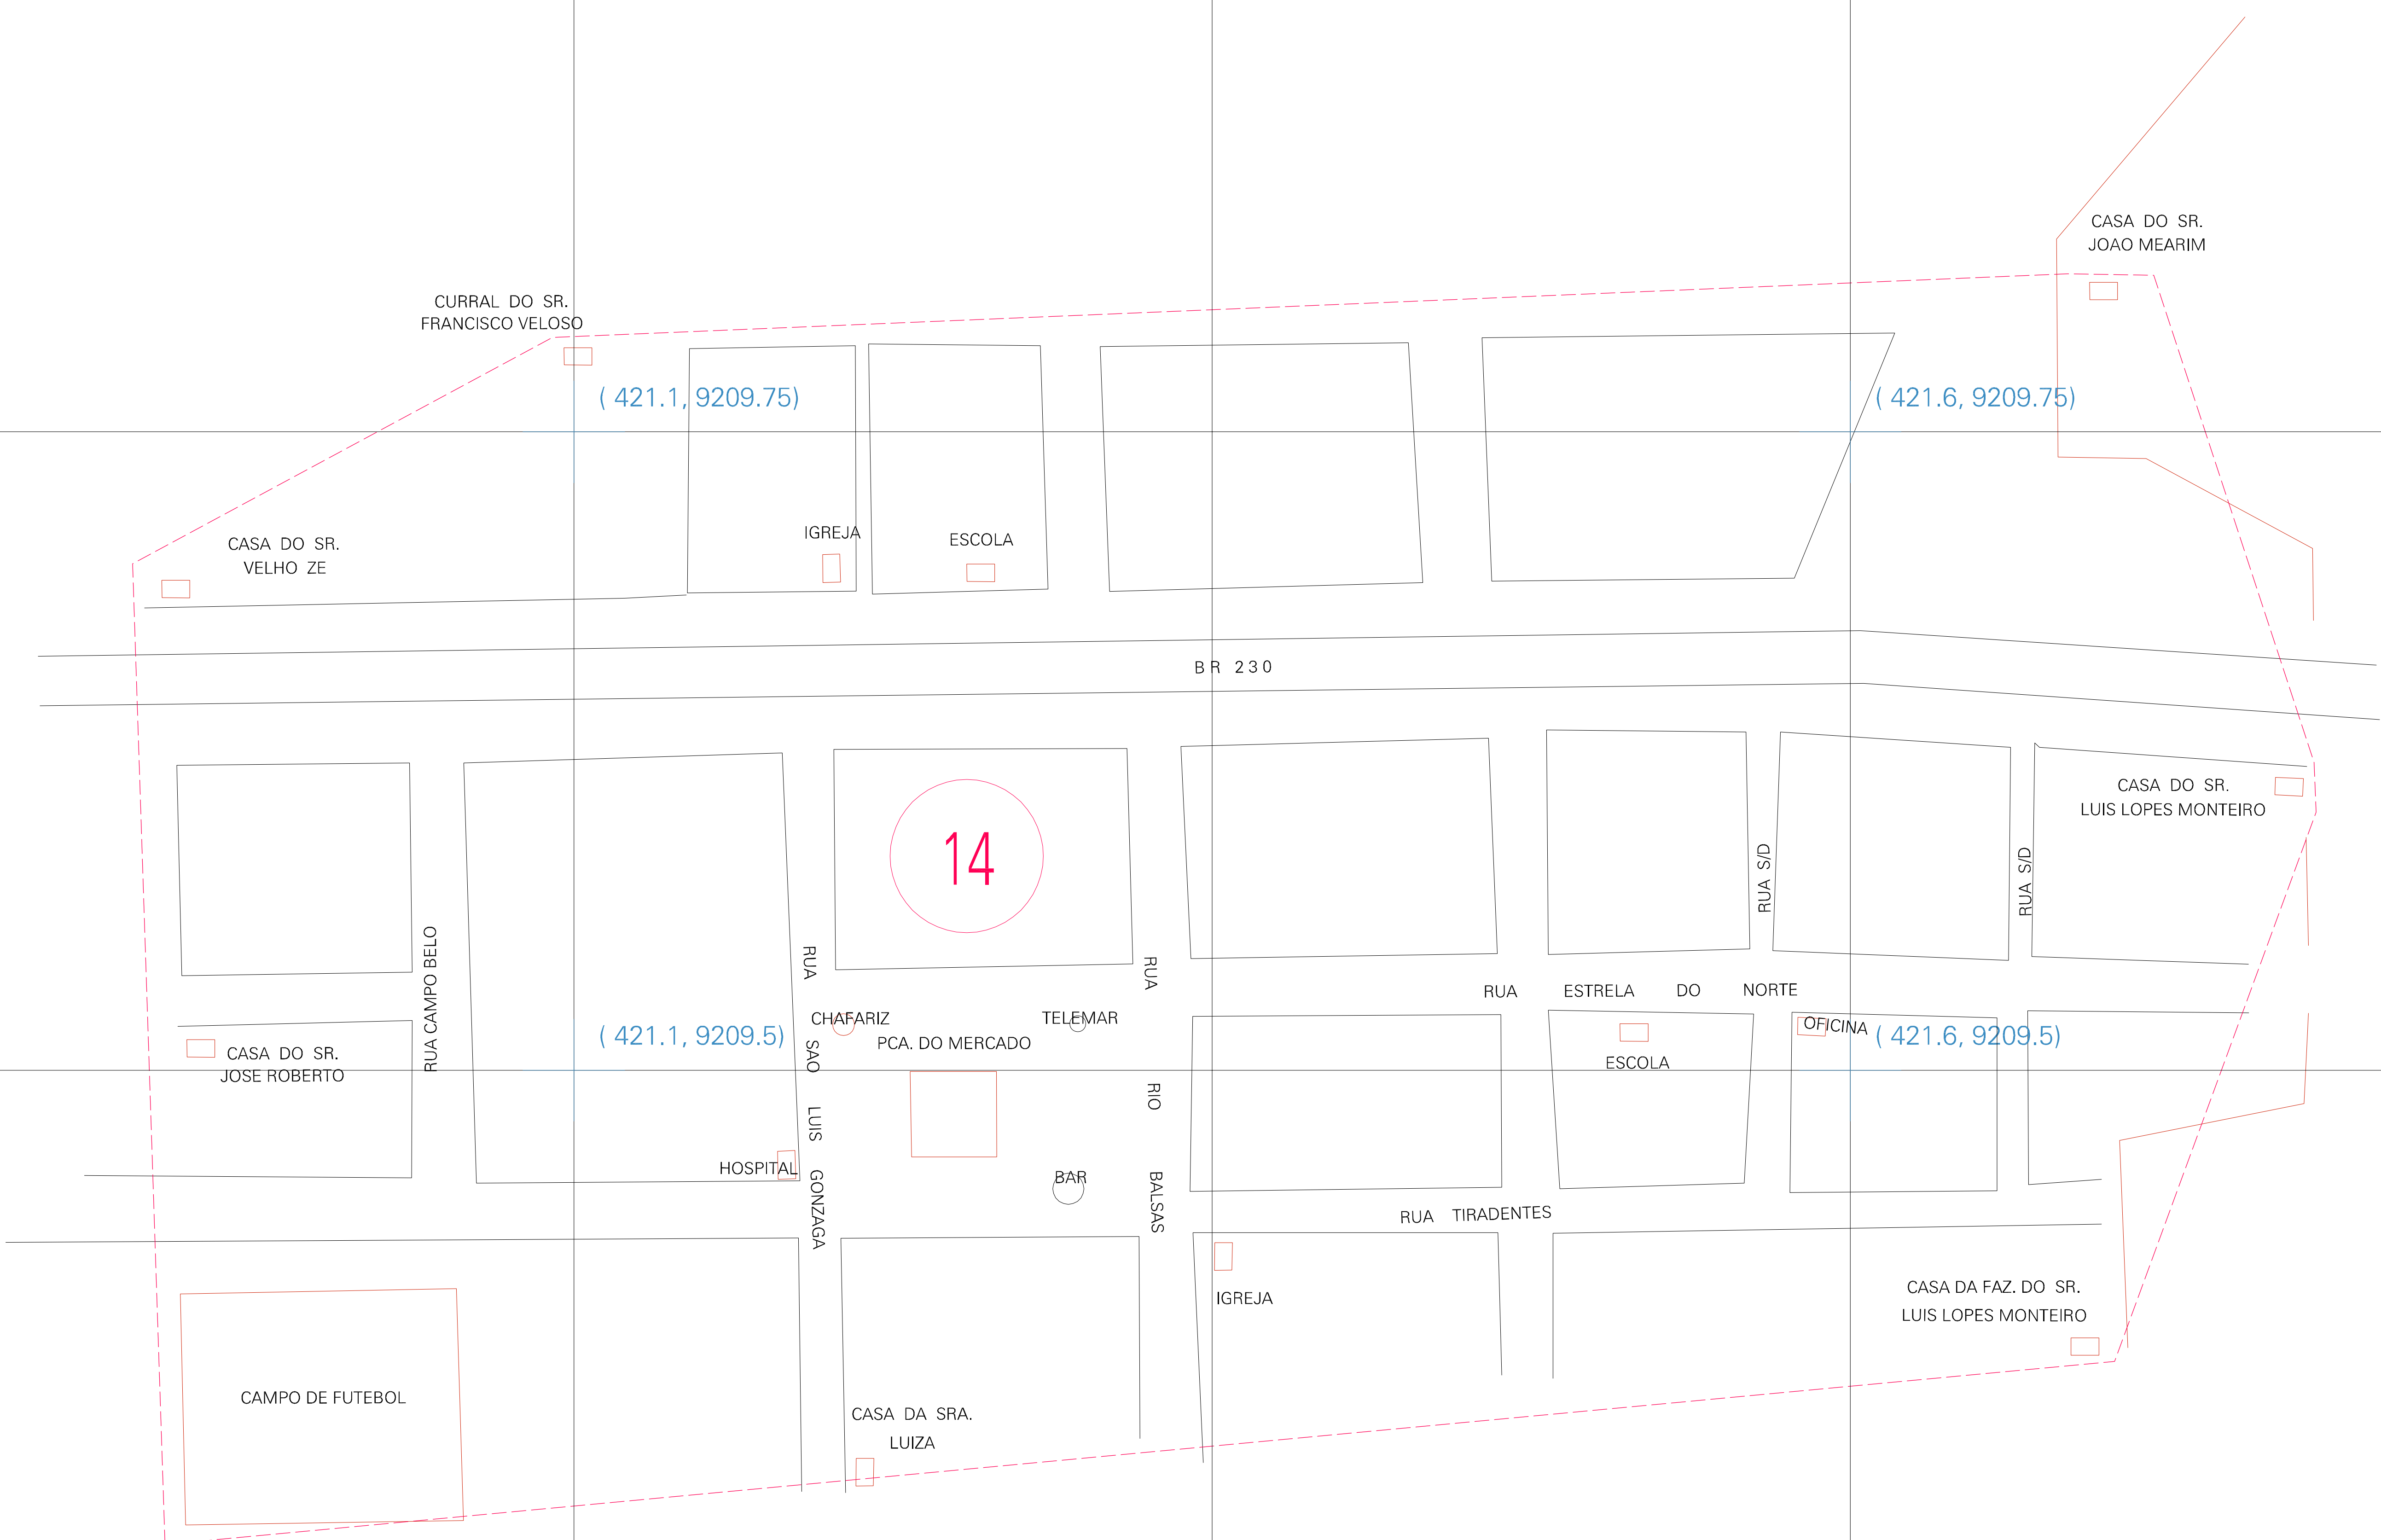 CASA DO SR.
JOAO MEARIM
CURRAL DO SR.
FRANCISCO VELOSO
( 421.1, 9209.75)
( 421.6, 9209.75)
IGREJA
ESCOLA
CASA DO SR.
VELHO ZE
BR 230
CASA DO SR.
LUIS LOPES MONTEIRO
14
RUA S/D
RUA S/D
RUA CAMPO BELO
RUA SAO LUIS GONZAGA
RUA RIO BALSAS
RUA ESTRELA DO NORTE
CHAFARIZ
TELEMAR
PCA. DO MERCADO
OFICINA
( 421.1, 9209.5)
( 421.6, 9209.5)
CASA DO SR.
JOSE ROBERTO
ESCOLA
HOSPITAL
BAR
RUA TIRADENTES
IGREJA
CASA DA FAZ. DO SR.
LUIS LOPES MONTEIRO
CAMPO DE FUTEBOL
CASA DA SRA.
LUIZA